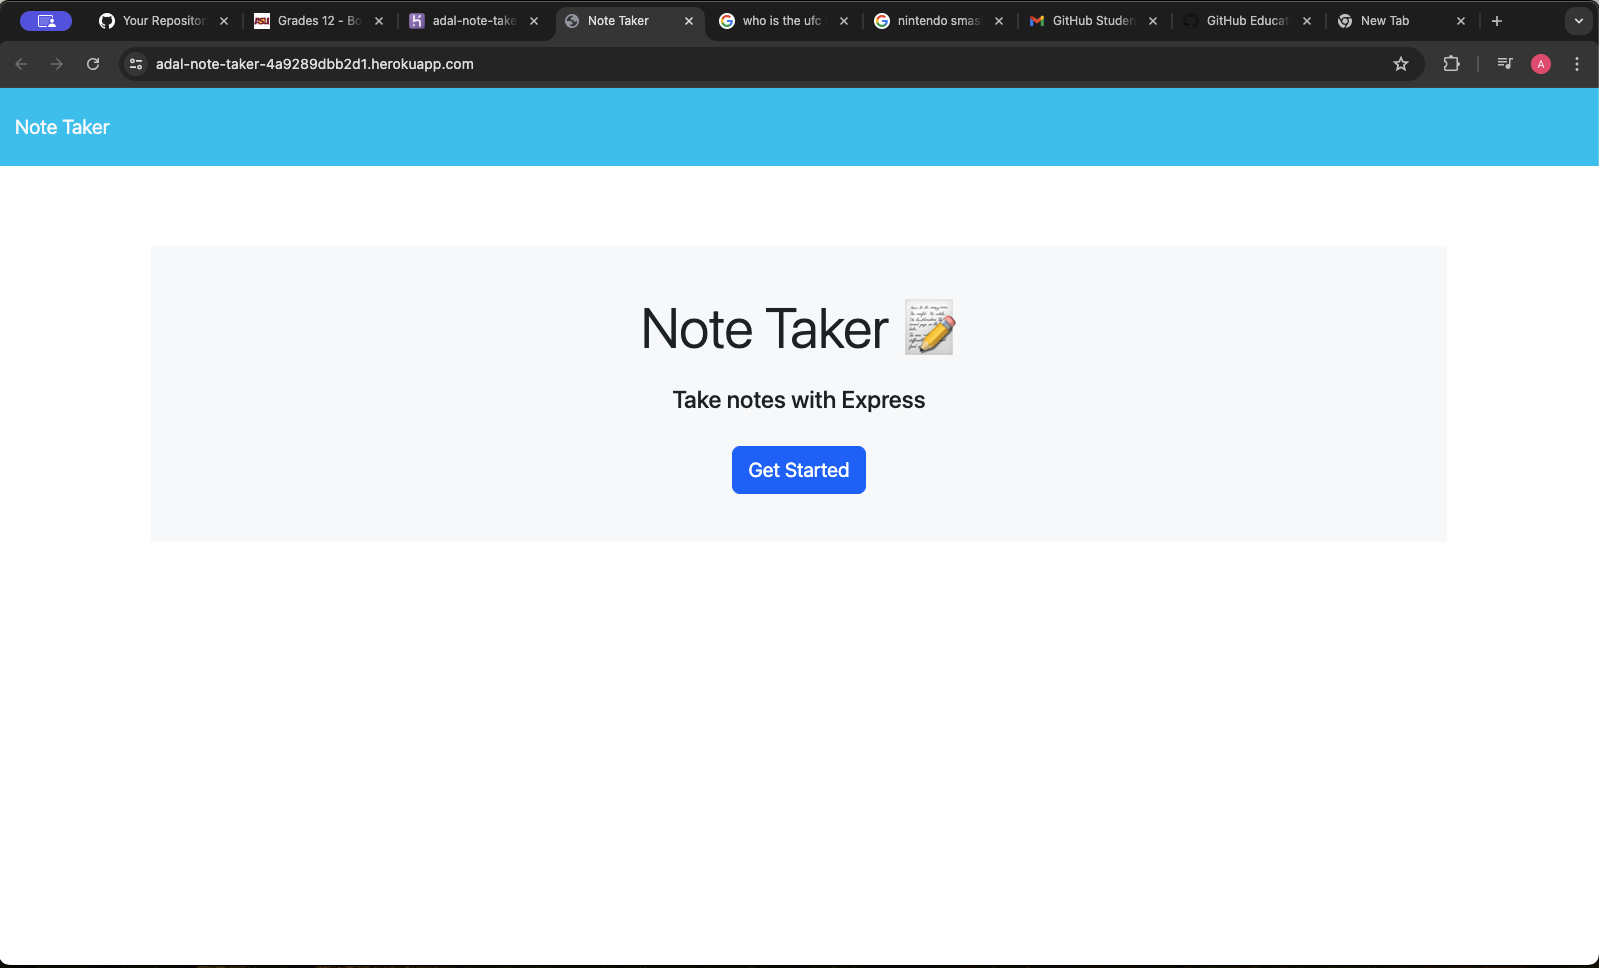 Your Repositor
Grades 12 - Bo
adal-note-take
Note Taker
who is the ufc
nintendo smas
GitHub Studen
GitHub Educat
New Tab
adal-note-taker-4a9289dbb2d1.herokuapp.com
A
Note Taker
Note Taker
Take notes with Express
Get Started